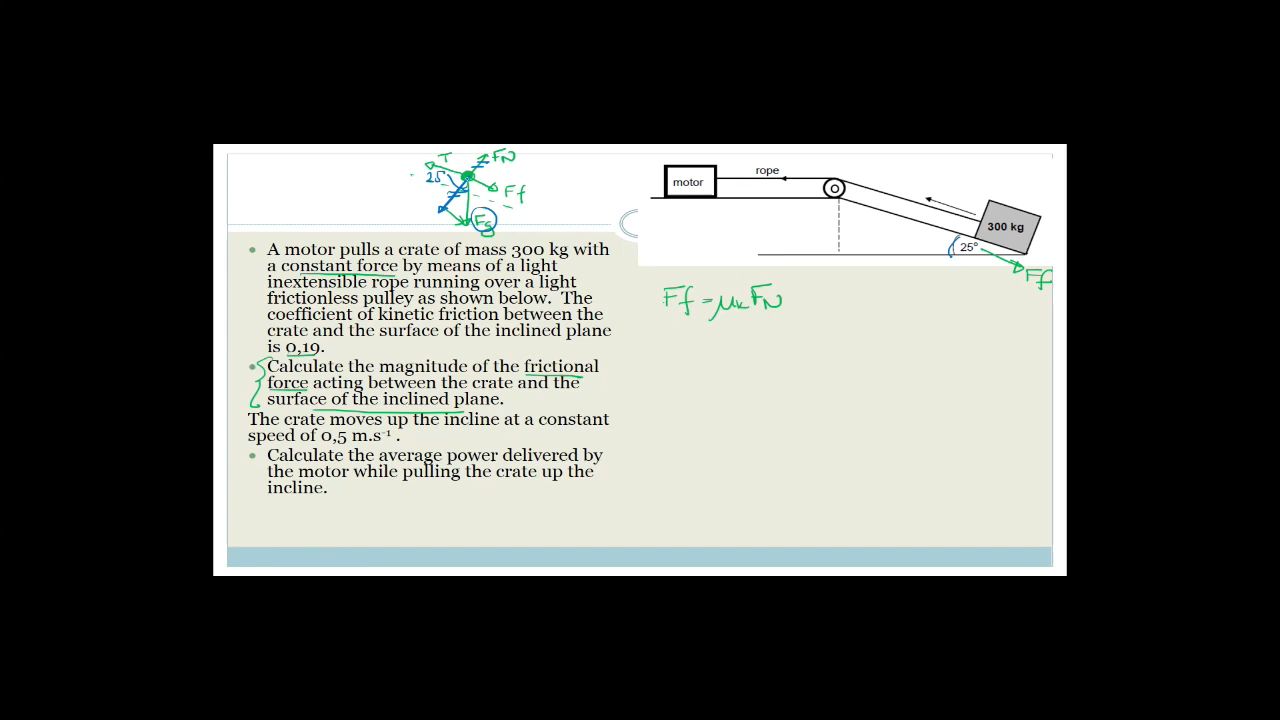 T
FN
25
Ff
Fg
motor
rope
300 kg
25°
Ff
A motor pulls a crate of mass 300 kg with
a constant force by means of a light
inextensible rope running over a light
frictionless pulley as shown below. The
coefficient of kinetic friction between the
crate and the surface of the inclined plane
is 0,19.
Calculate the magnitude of the frictional
force acting between the crate and the
surface of the inclined plane.
The crate moves up the incline at a constant
speed of 0,5 m.s⁻¹ .
Calculate the average power delivered by
the motor while pulling the crate up the
incline.
Ff = μk FN